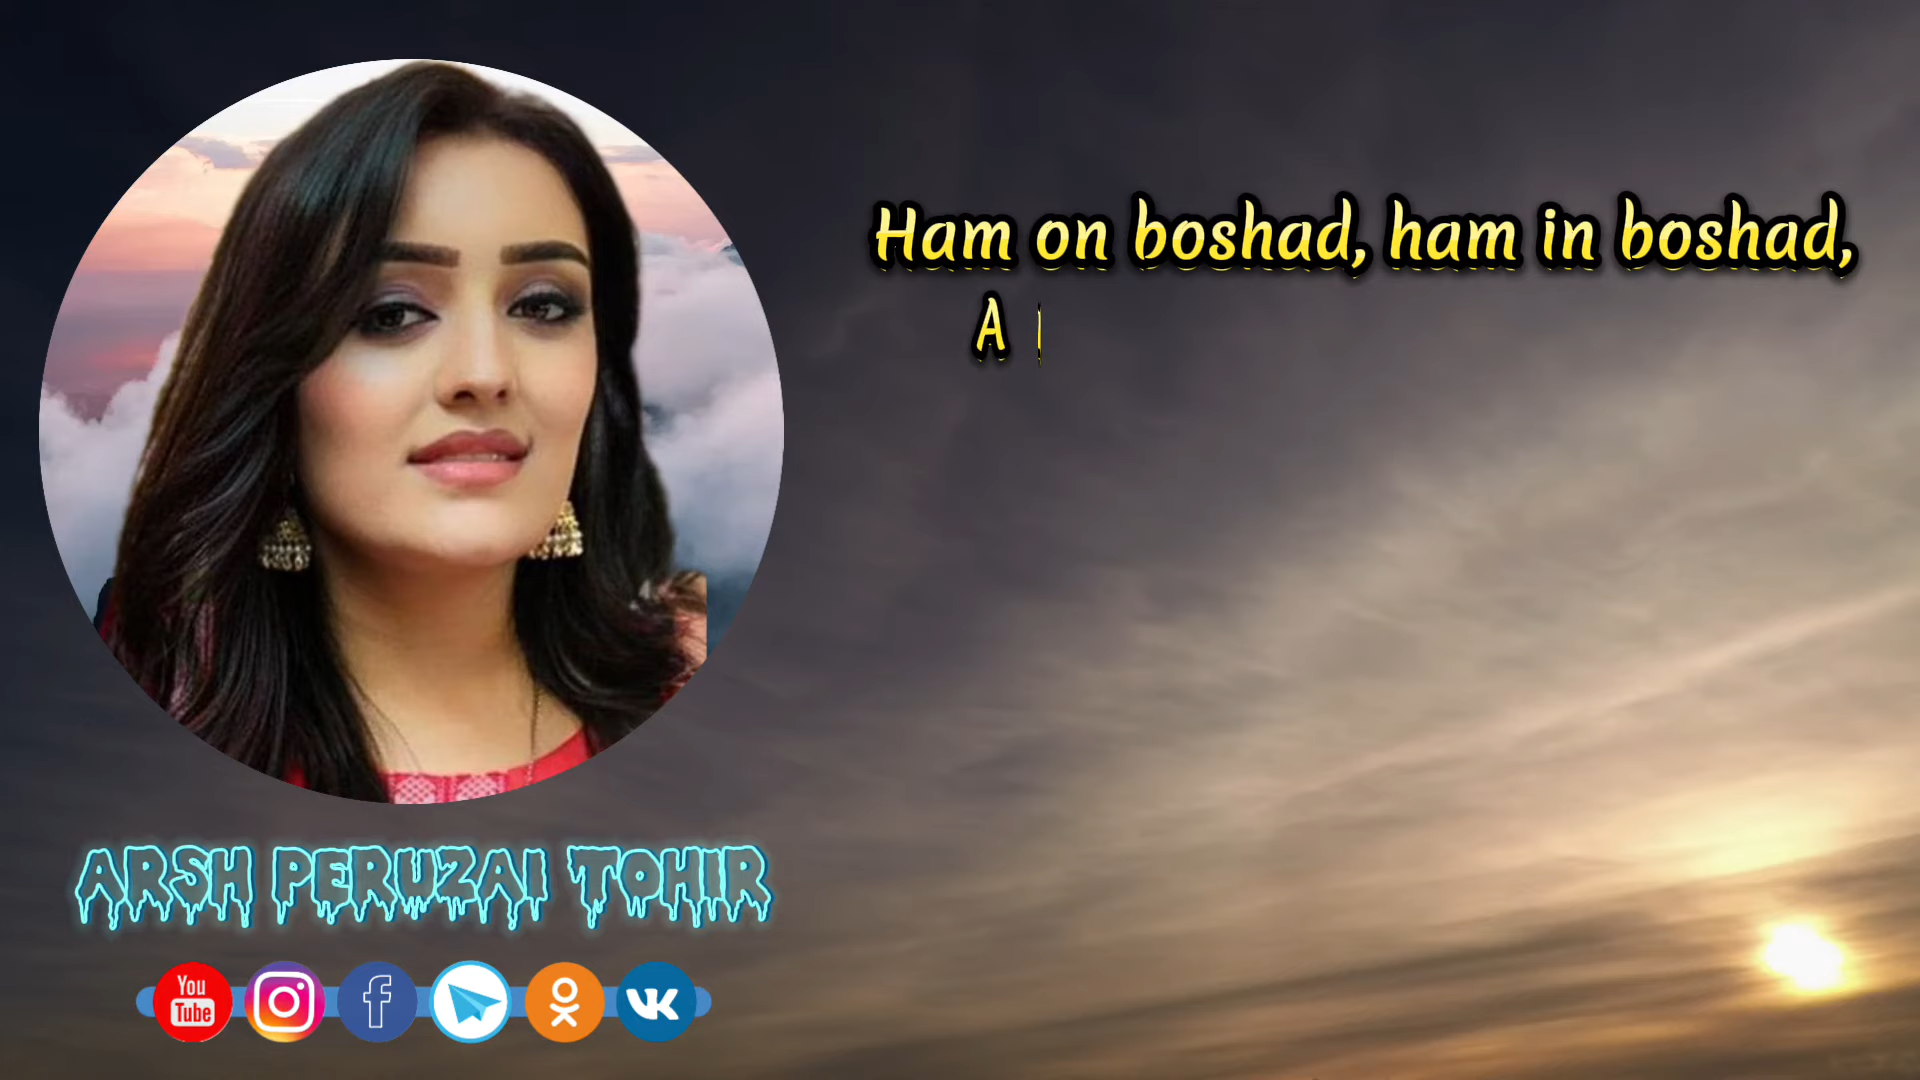 Ham on boshad, ham in boshad,
A
ARSH PERUZAI TOHIR
You
Tube